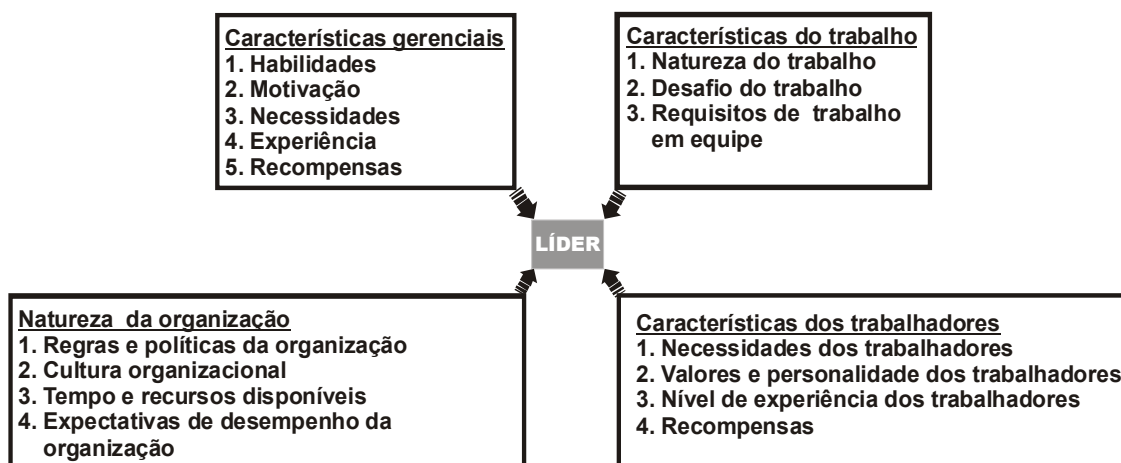 Características gerenciais
1. Habilidades
2. Motivação
3. Necessidades
4. Experiência
5. Recompensas
Características do trabalho
1. Natureza do trabalho
2. Desafio do trabalho
3. Requisitos de trabalho
em equipe
LÍDER
Natureza da organização
1. Regras e políticas da organização
2. Cultura organizacional
3. Tempo e recursos disponíveis
4. Expectativas de desempenho da
organização
Características dos trabalhadores
1. Necessidades dos trabalhadores
2. Valores e personalidade dos trabalhadores
3. Nível de experiência dos trabalhadores
4. Recompensas